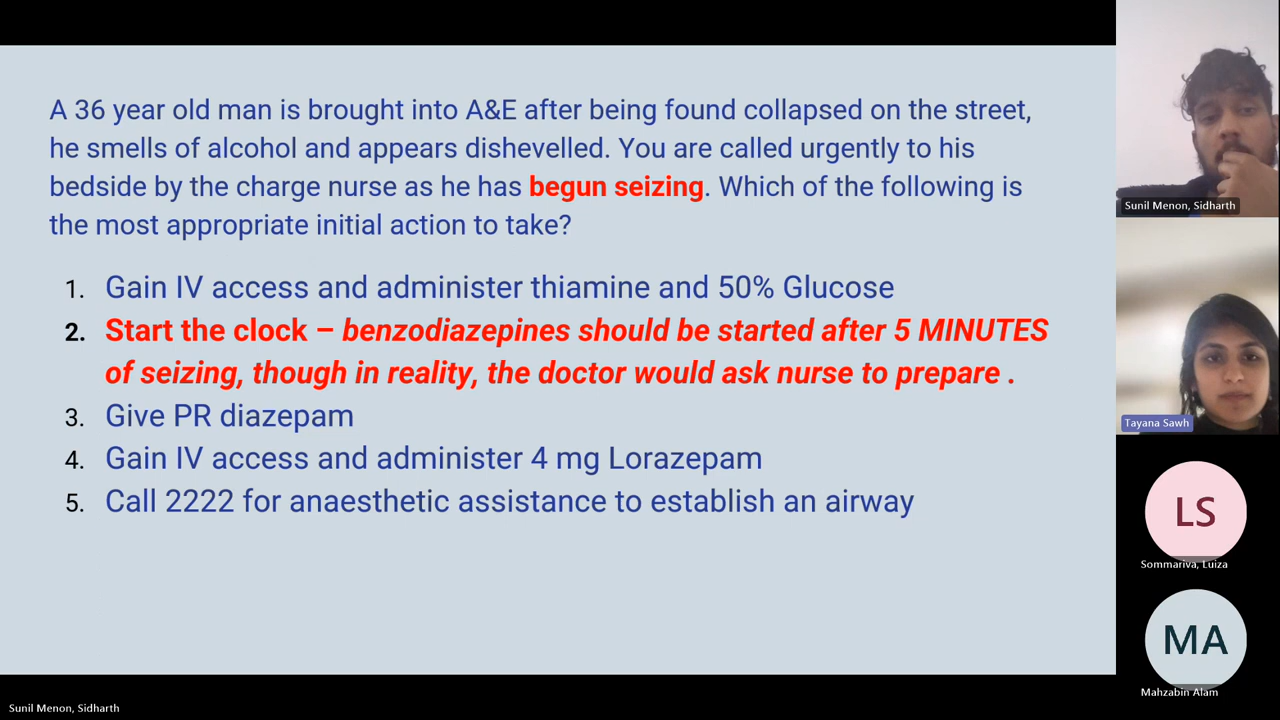 A 36 year old man is brought into A&E after being found collapsed on the street,
he smells of alcohol and appears dishevelled. You are called urgently to his
bedside by the charge nurse as he has begun seizing. Which of the following is
the most appropriate initial action to take?
1. Gain IV access and administer thiamine and 50% Glucose
2. Start the clock – benzodiazepines should be started after 5 MINUTES
of seizing, though in reality, the doctor would ask nurse to prepare .
3. Give PR diazepam
4. Gain IV access and administer 4 mg Lorazepam
5. Call 2222 for anaesthetic assistance to establish an airway
Sunil Menon, Sidharth
Tayana Sawh
LS
Sommariva, Luiza
MA
Mahzabin Alam
Sunil Menon, Sidharth